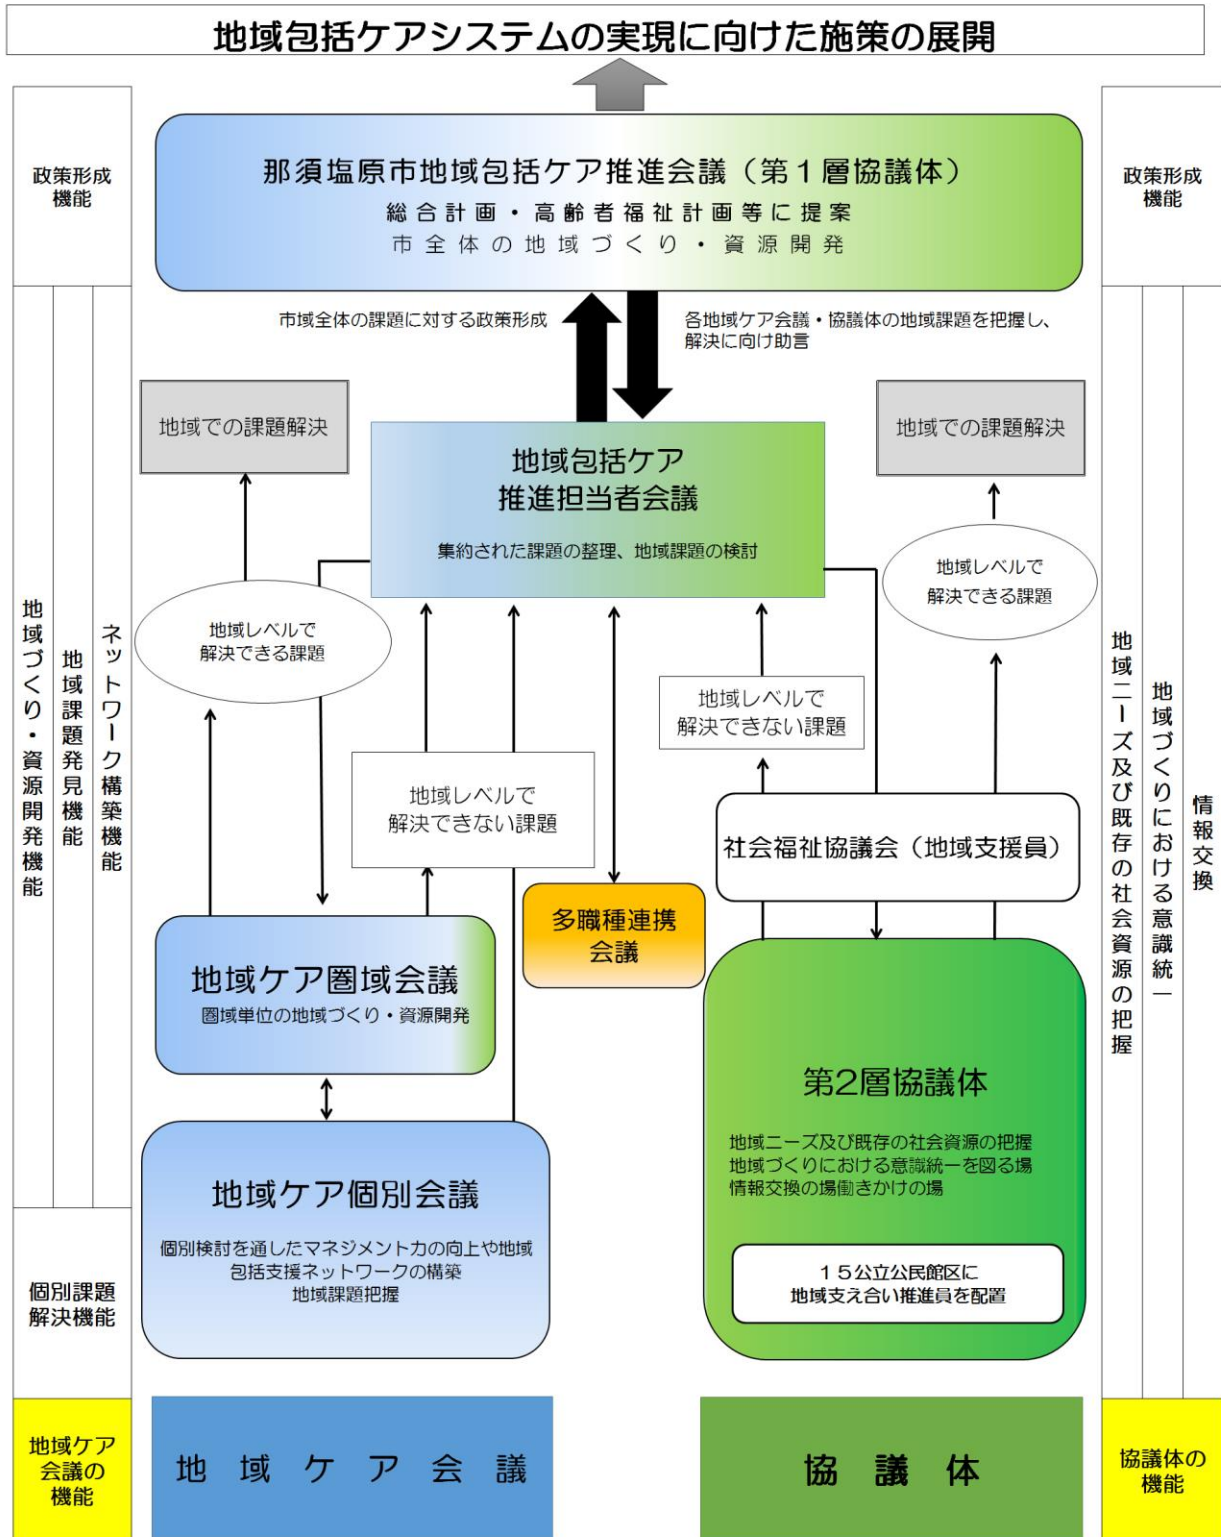 地域包括ケアシステムの実現に向けた施策の展開
政策形成
機能
那須塩原市地域包括ケア推進会議（第１層協議体）
総合計画・高齢者福祉計画等に提案
市全体の地域づくり・資源開発
政策形成
機能
市域全体の課題に対する政策形成
各地域ケア会議・協議体の地域課題を把握し、
解決に向け助言
地域での課題解決
地域での課題解決
地域包括ケア
推進担当者会議
集約された課題の整理、地域課題の検討
地域レベルで
解決できる課題
地域レベルで
解決できる課題
地域づくり・資源開発機能
地域課題発見機能
ネットワーク構築機能
地域ニーズ及び既存の社会資源の把握
地域づくりにおける意識統一
情報交換
地域レベルで
解決できない課題
地域レベルで
解決できない課題
社会福祉協議会（地域支援員）
多職種連携
会議
地域ケア圏域会議
圏域単位の地域づくり・資源開発
第2層協議体
地域ニーズ及び既存の社会資源の把握
地域づくりにおける意識統一を図る場
情報交換の場働きかけの場
地域ケア個別会議
個別検討を通したマネジメント力の向上や地域
包括支援ネットワークの構築
地域課題把握
１５公立公民館区に
地域支え合い推進員を配置
個別課題
解決機能
地域ケア
会議の
機能
地域ケア会議
協議体
協議体の
機能